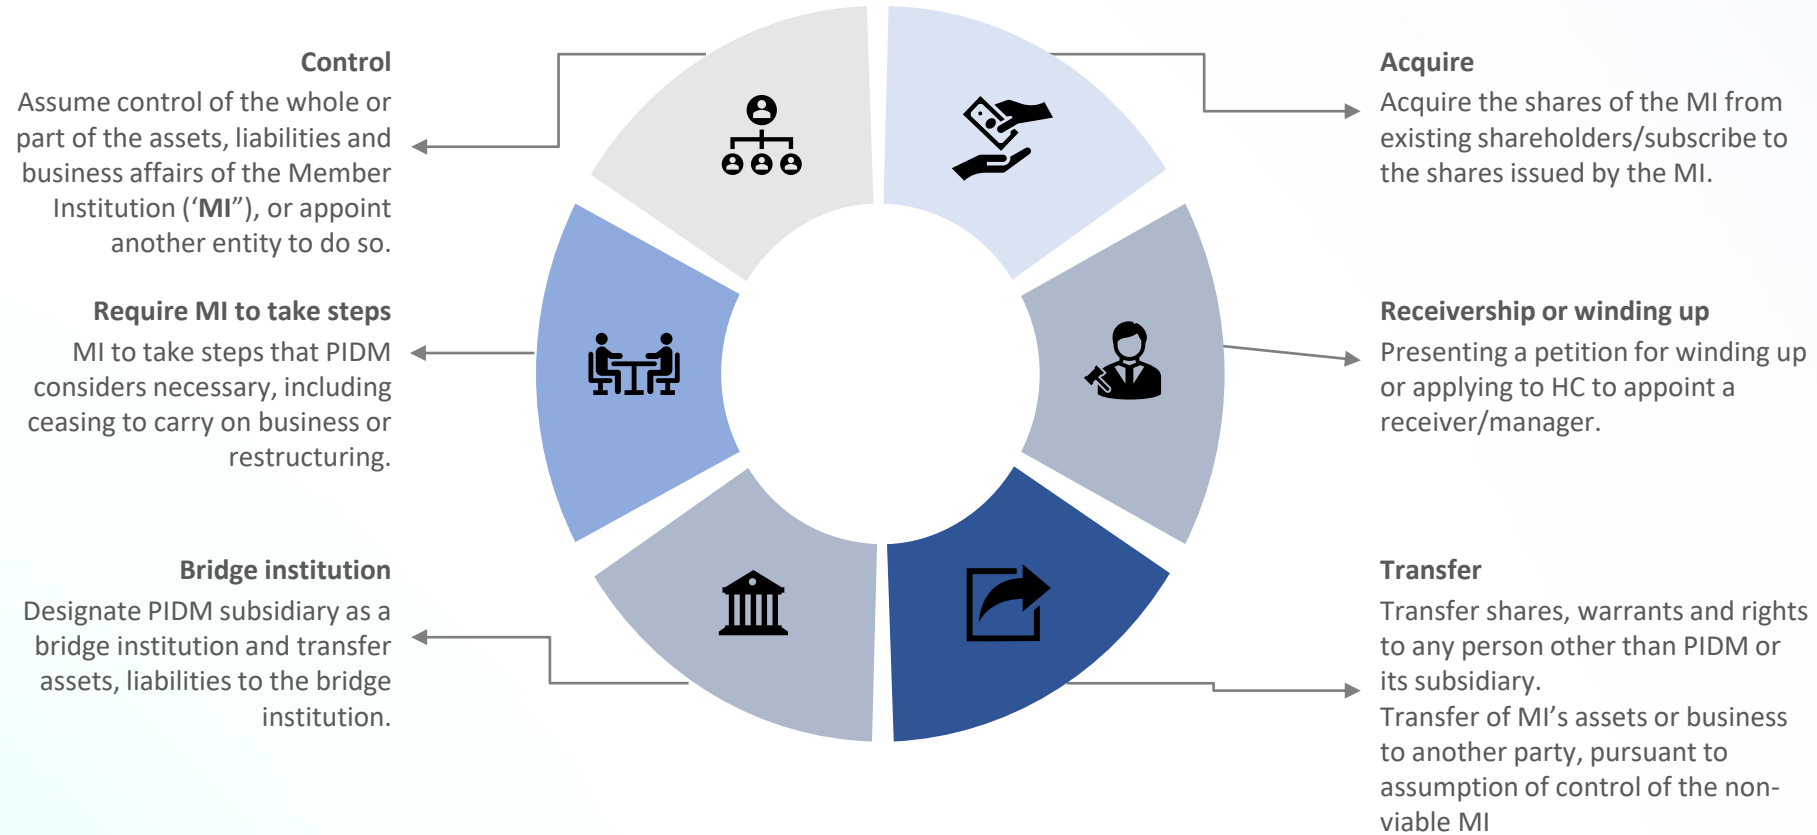 Control
Assume control of the whole or
part of the assets, liabilities and
business affairs of the Member
Institution (‘MI”), or appoint
another entity to do so.
Require MI to take steps
MI to take steps that PIDM
considers necessary, including
ceasing to carry on business or
restructuring.
Bridge institution
Designate PIDM subsidiary as a
bridge institution and transfer
assets, liabilities to the bridge
institution.
Acquire
Acquire the shares of the MI from
existing shareholders/subscribe to
the shares issued by the MI.
Receivership or winding up
Presenting a petition for winding up
or applying to HC to appoint a
receiver/manager.
Transfer
Transfer shares, warrants and rights
to any person other than PIDM or
its subsidiary.
Transfer of MI’s assets or business
to another party, pursuant to
assumption of control of the non-
viable MI